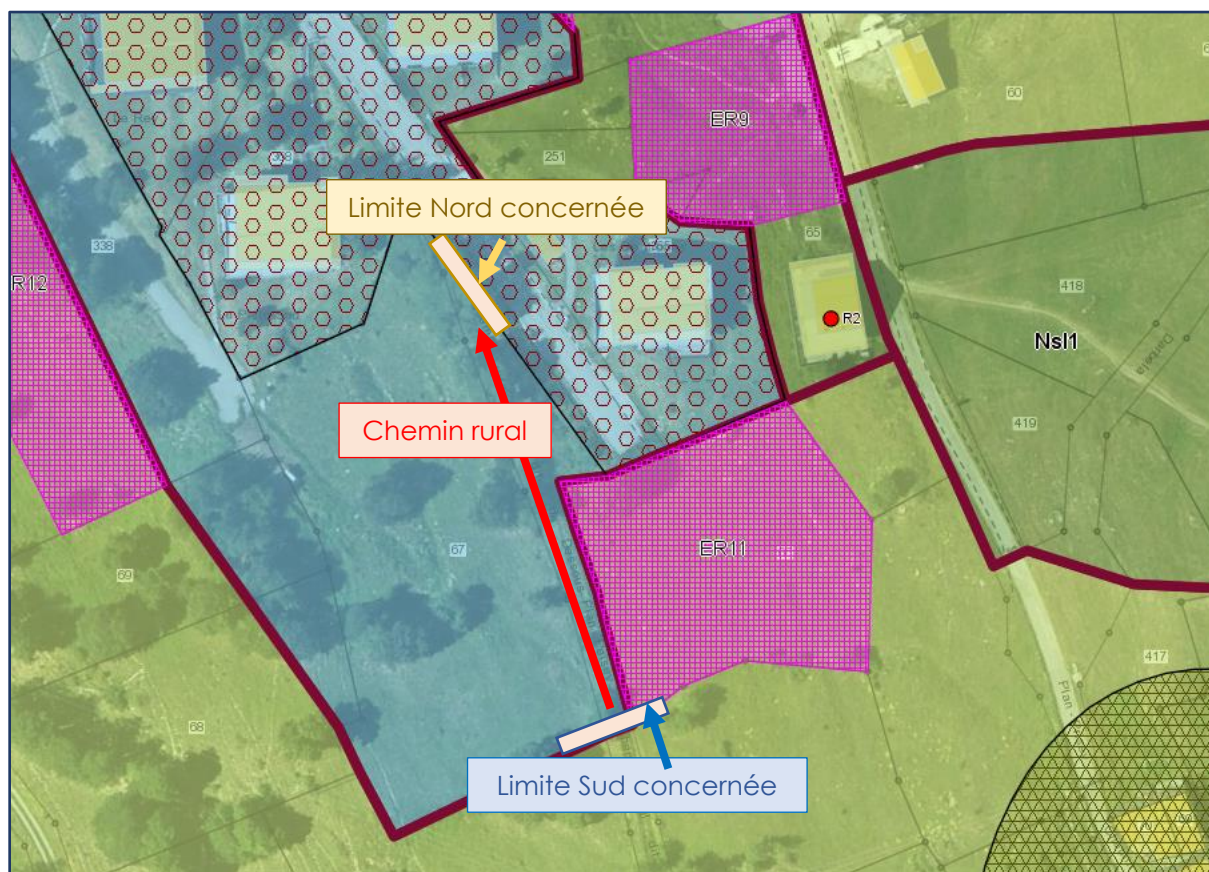 ER9
60
251
Limite Nord concernée
65
338
R12
R2
418
Nsl1
Chemin rural
419
ER11
67
69
417
Plan
68
Limite Sud concernée